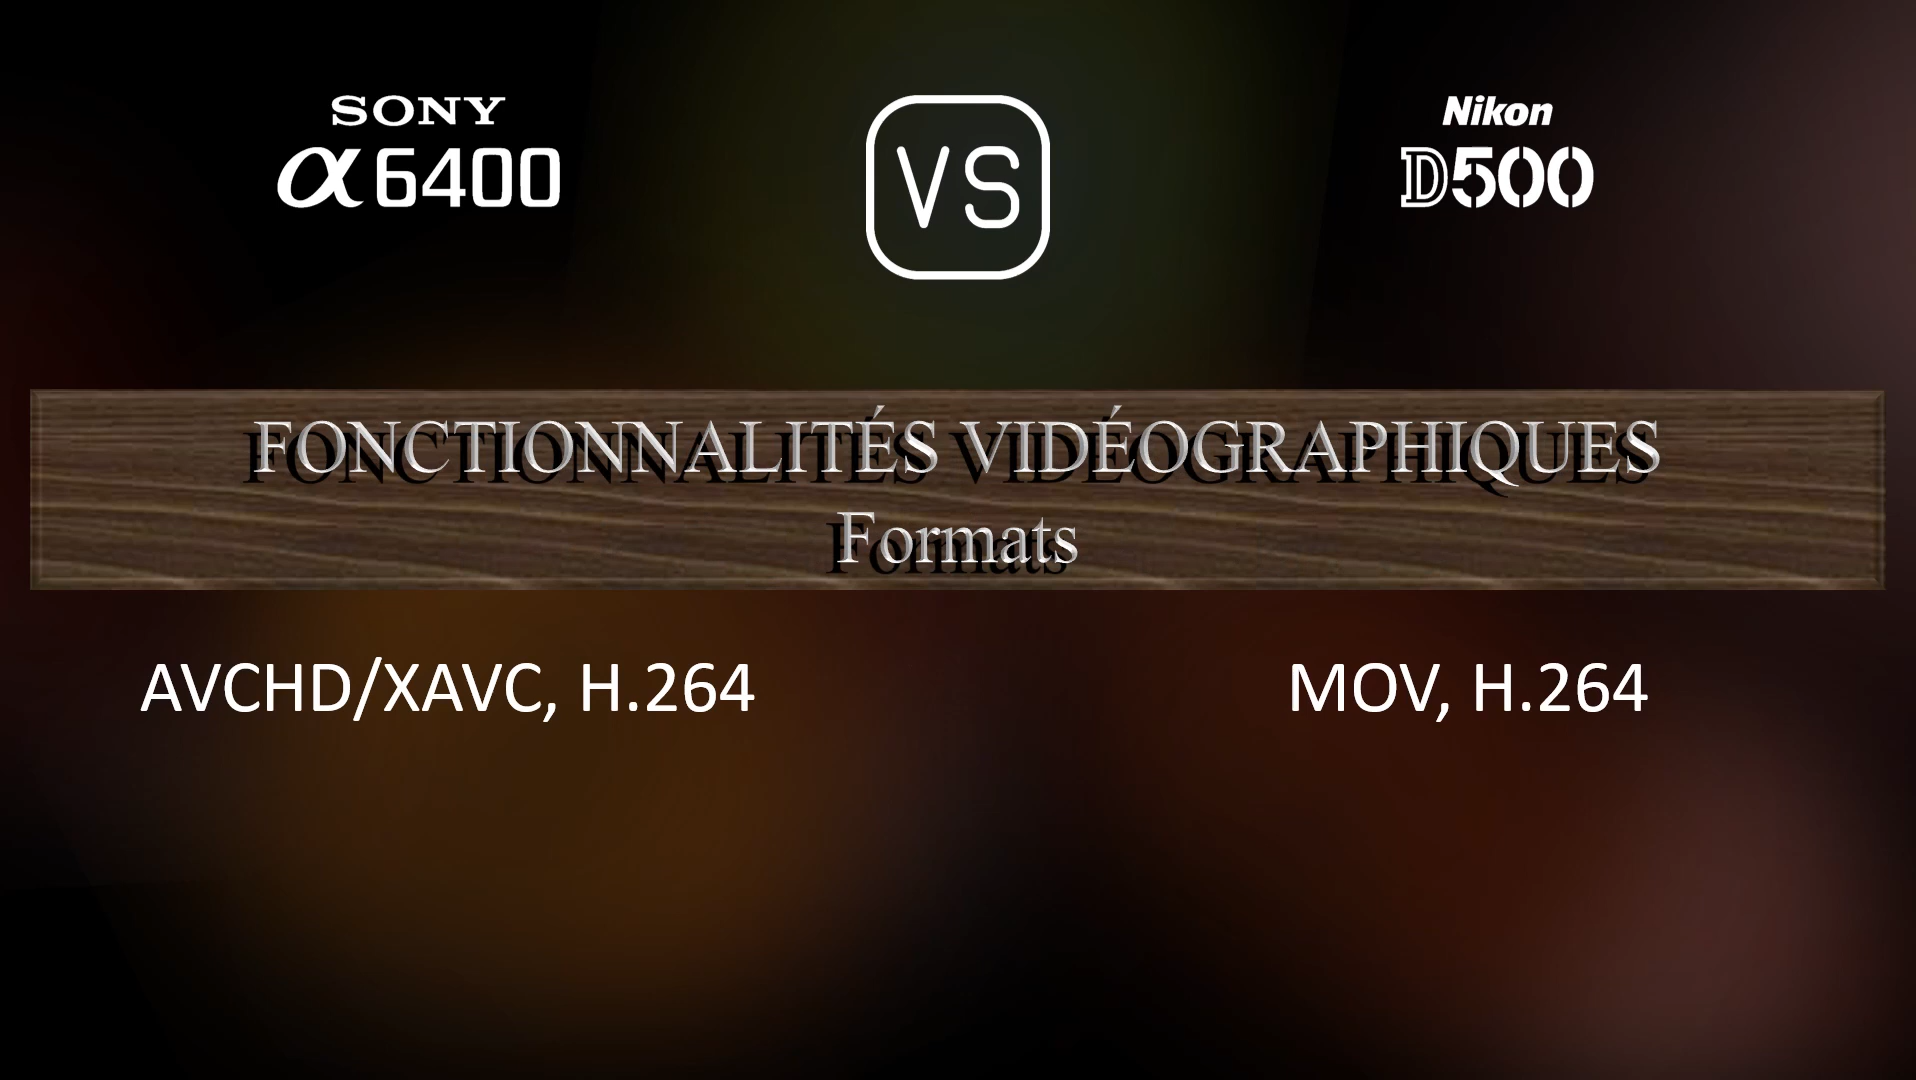 SONY
α6400
VS
Nikon
D500
FONCTIONNALITÉS VIDÉOGRAPHIQUES
Formats
AVCHD/XAVC, H.264
MOV, H.264